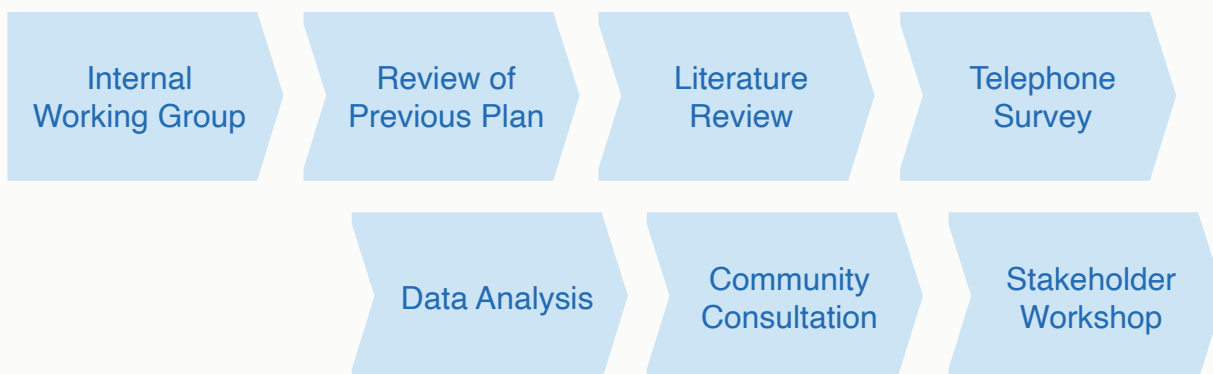 Internal
Working Group
Review of
Previous Plan
Literature
Review
Telephone
Survey
Data Analysis
Community
Consultation
Stakeholder
Workshop